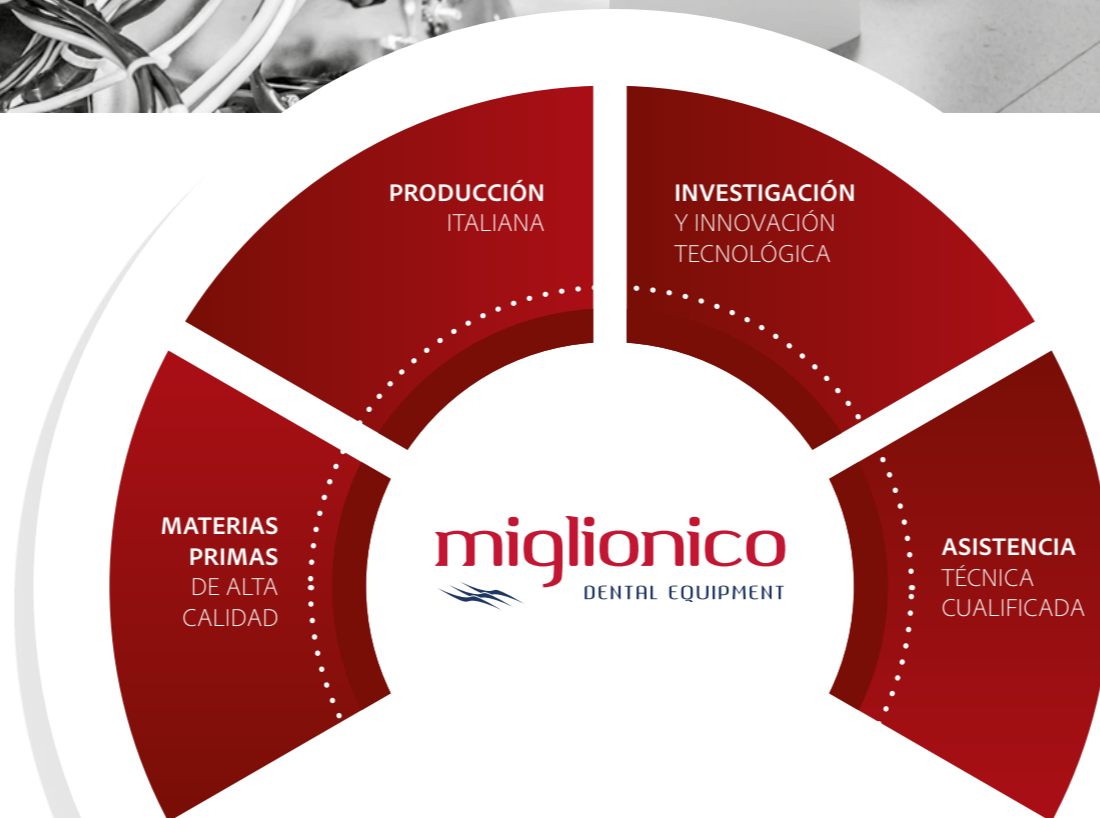 PRODUCCIÓN
ITALIANA
INVESTIGACIÓN
Y INNOVACIÓN
TECNOLÓGICA
MATERIAS
PRIMAS
DE ALTA
CALIDAD
miglionico
DENTAL EQUIPMENT
ASISTENCIA
TÉCNICA
CUALIFICADA